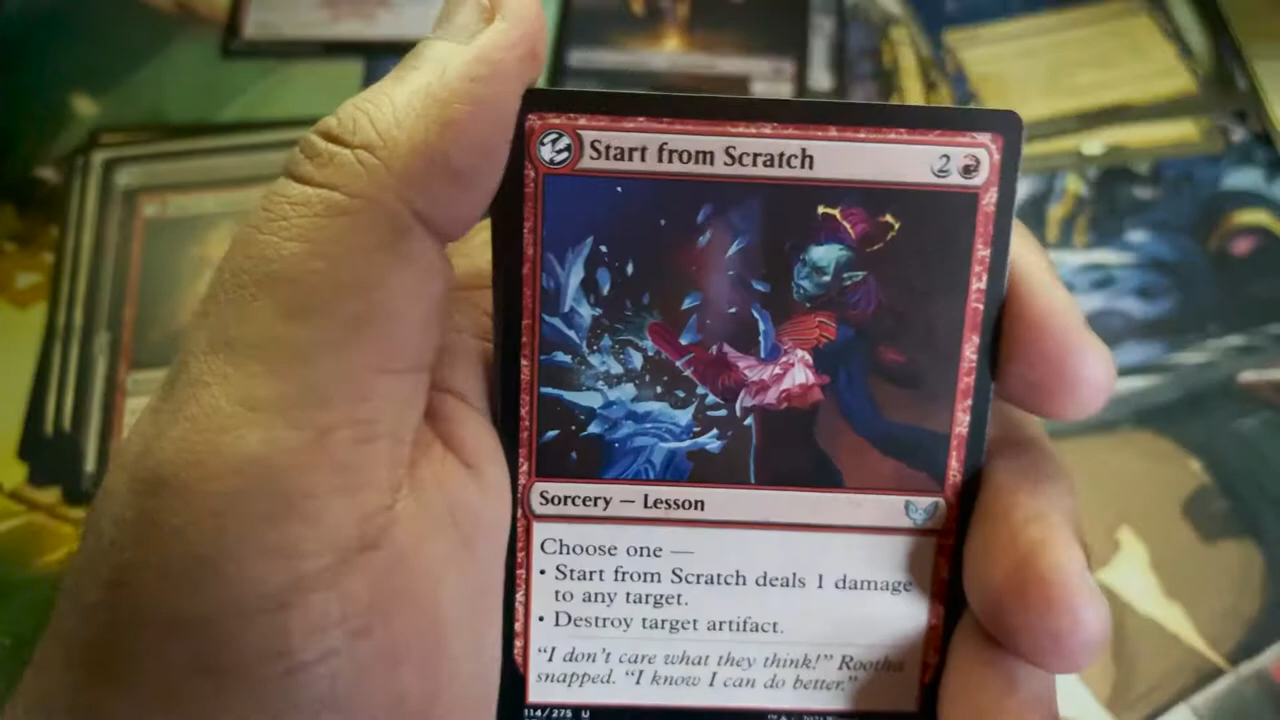 Start from Scratch 2
Sorcery — Lesson
Choose one —
• Start from Scratch deals 1 damage
to any target.
• Destroy target artifact.
"I don't care what they think!" Rootha
snapped. "I know I can do better."
114/275 U